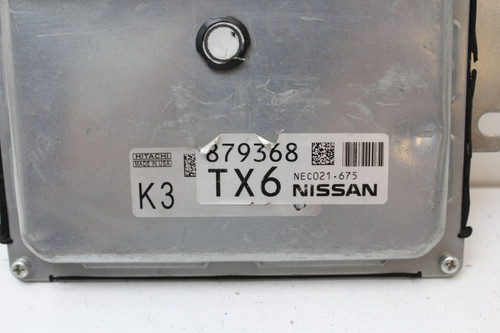 HITACHI
MADE IN USA
K3
879368
TX6 NEC021-675
NISSAN